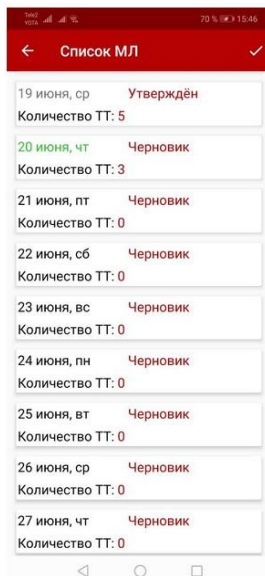 Tele2
YOTA
70 % 15:46
Список МЛ
19 июня, ср Утверждён
Количество ТТ: 5
20 июня, чт Черновик
Количество ТТ: 3
21 июня, пт Черновик
Количество ТТ: 0
22 июня, сб Черновик
Количество ТТ: 0
23 июня, вс Черновик
Количество ТТ: 0
24 июня, пн Черновик
Количество ТТ: 0
25 июня, вт Черновик
Количество ТТ: 0
26 июня, ср Черновик
Количество ТТ: 0
27 июня, чт Черновик
Количество ТТ: 0